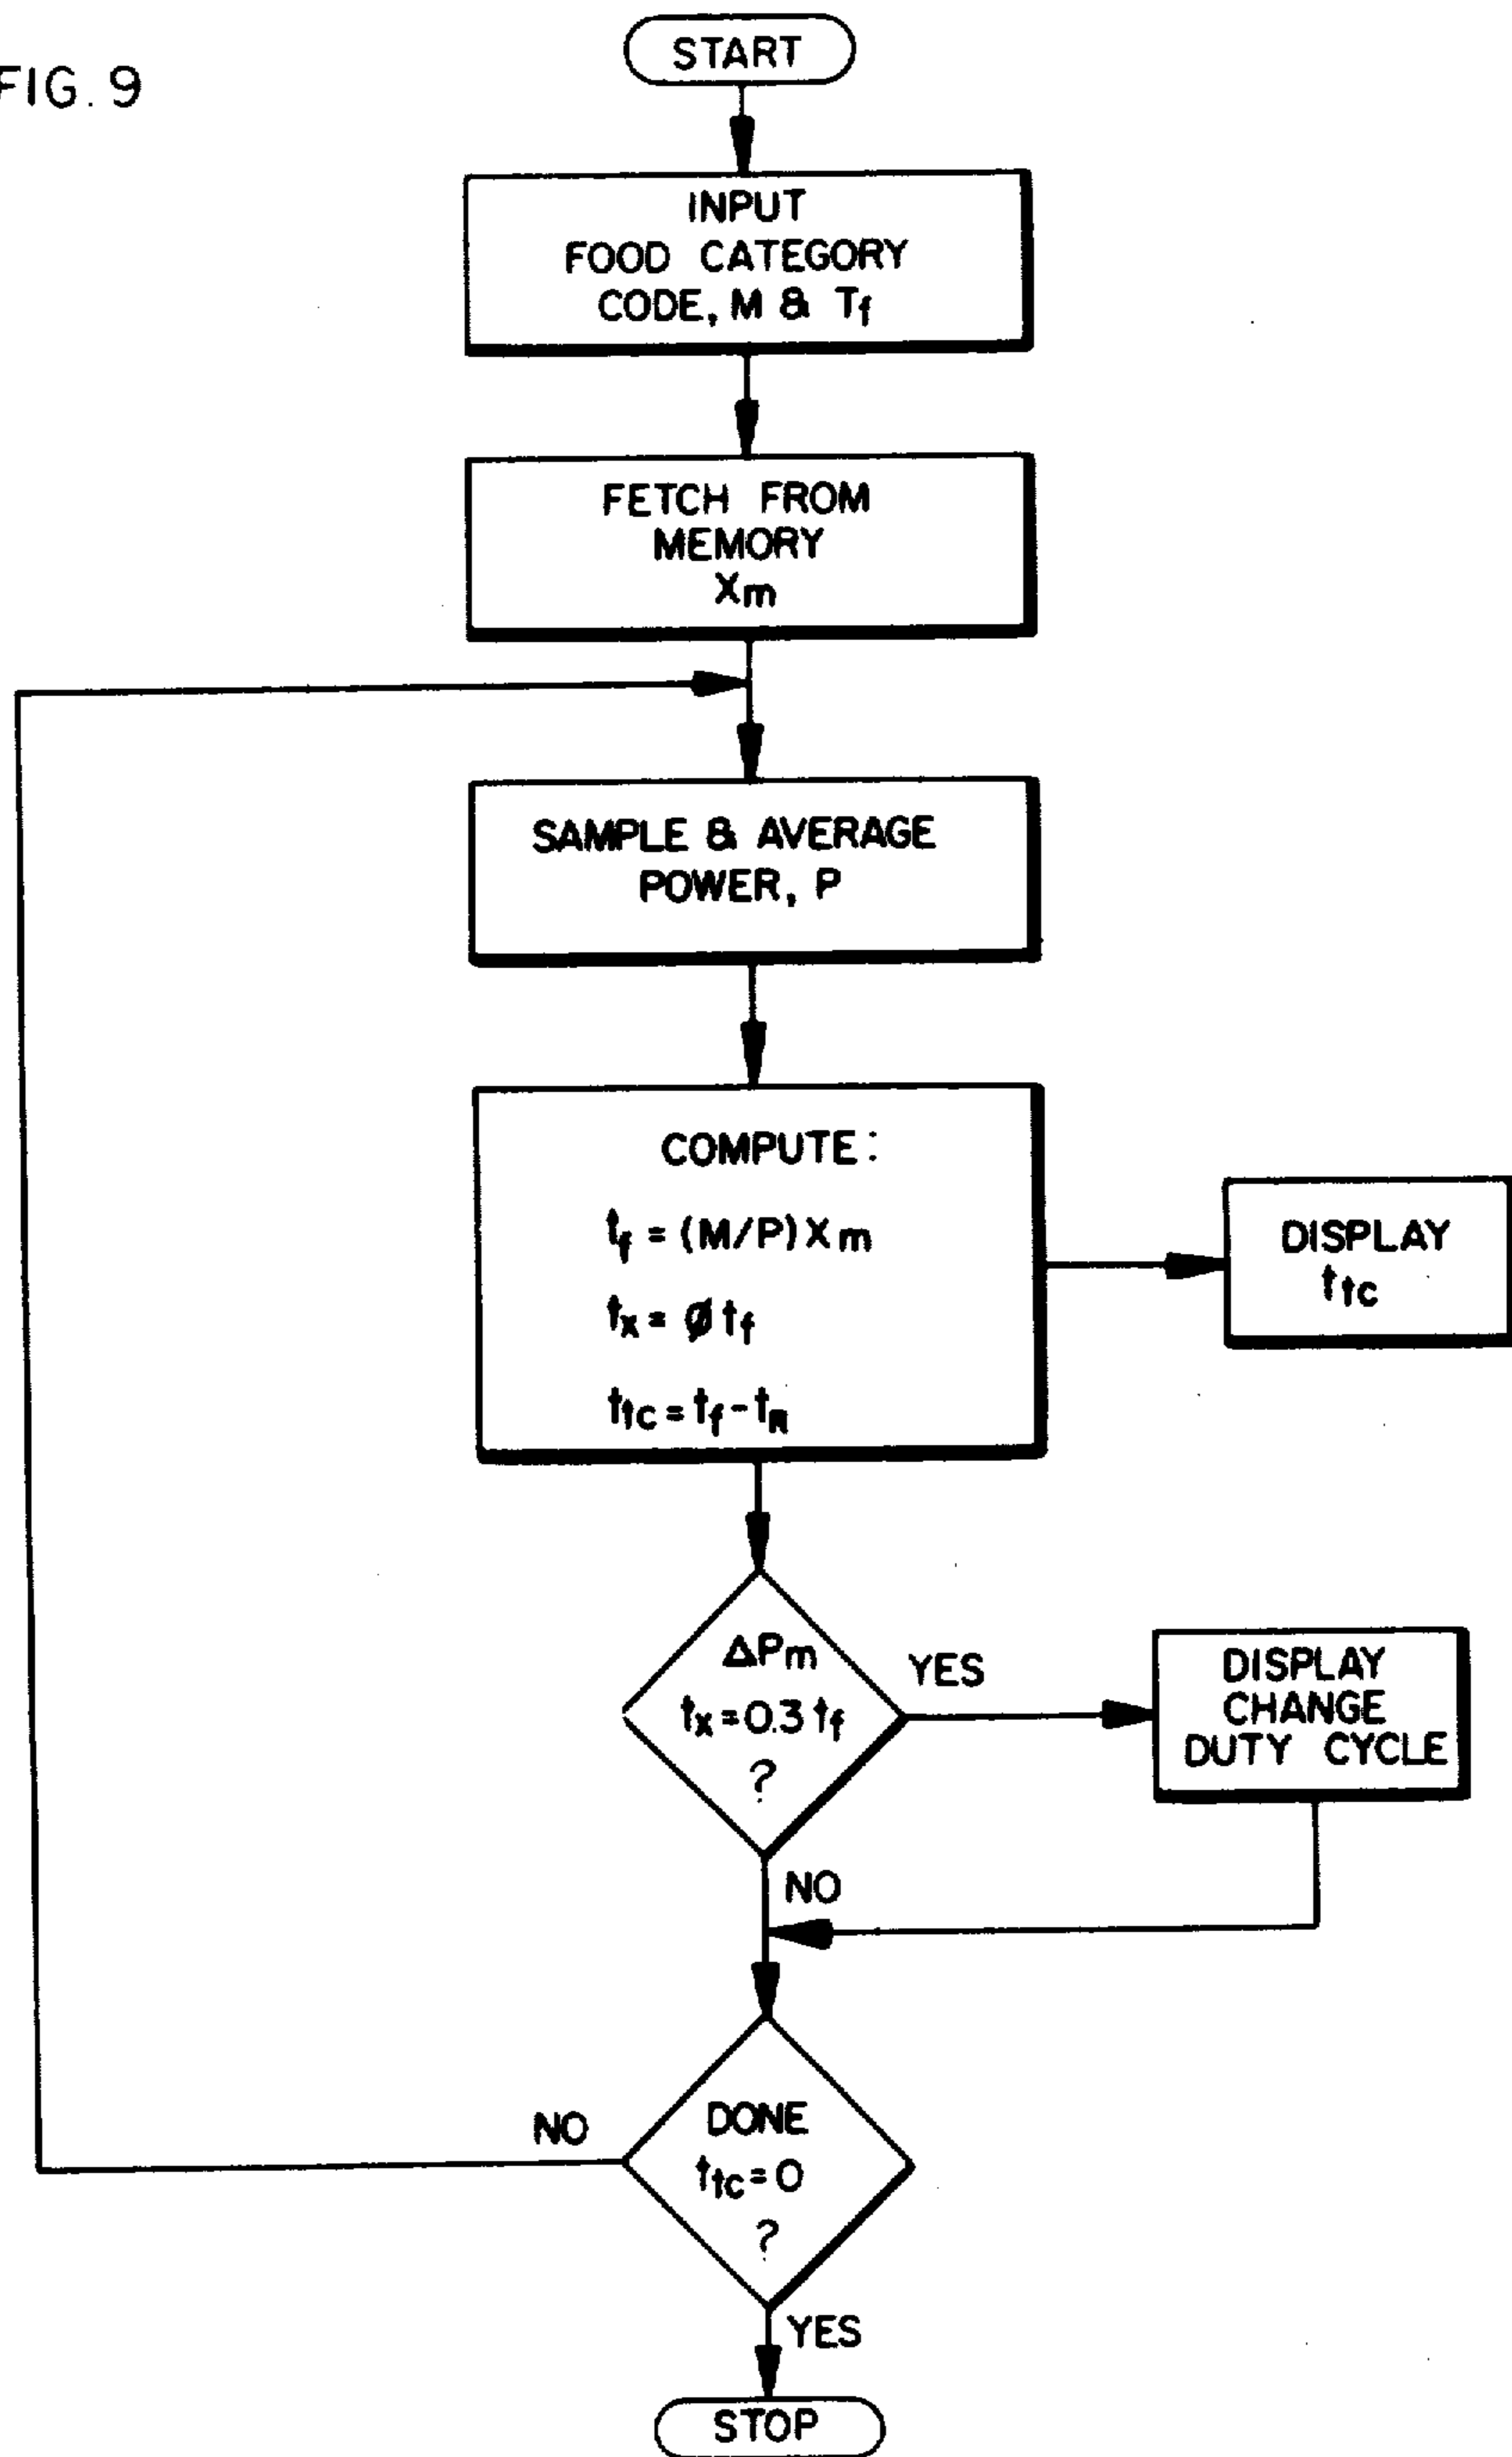 FIG. 9
START
INPUT
FOOD CATEGORY
CODE, M & Tf
FETCH FROM
MEMORY
Xm
SAMPLE & AVERAGE
POWER, P
COMPUTE:
tf = (M/P) Xm
tx = Ø tf
ttc = tf - tR
DISPLAY
ttc
ΔPm
tx = 0.3 tf
?
YES
DISPLAY
CHANGE
DUTY CYCLE
NO
DONE
ttc = 0
?
NO
YES
STOP